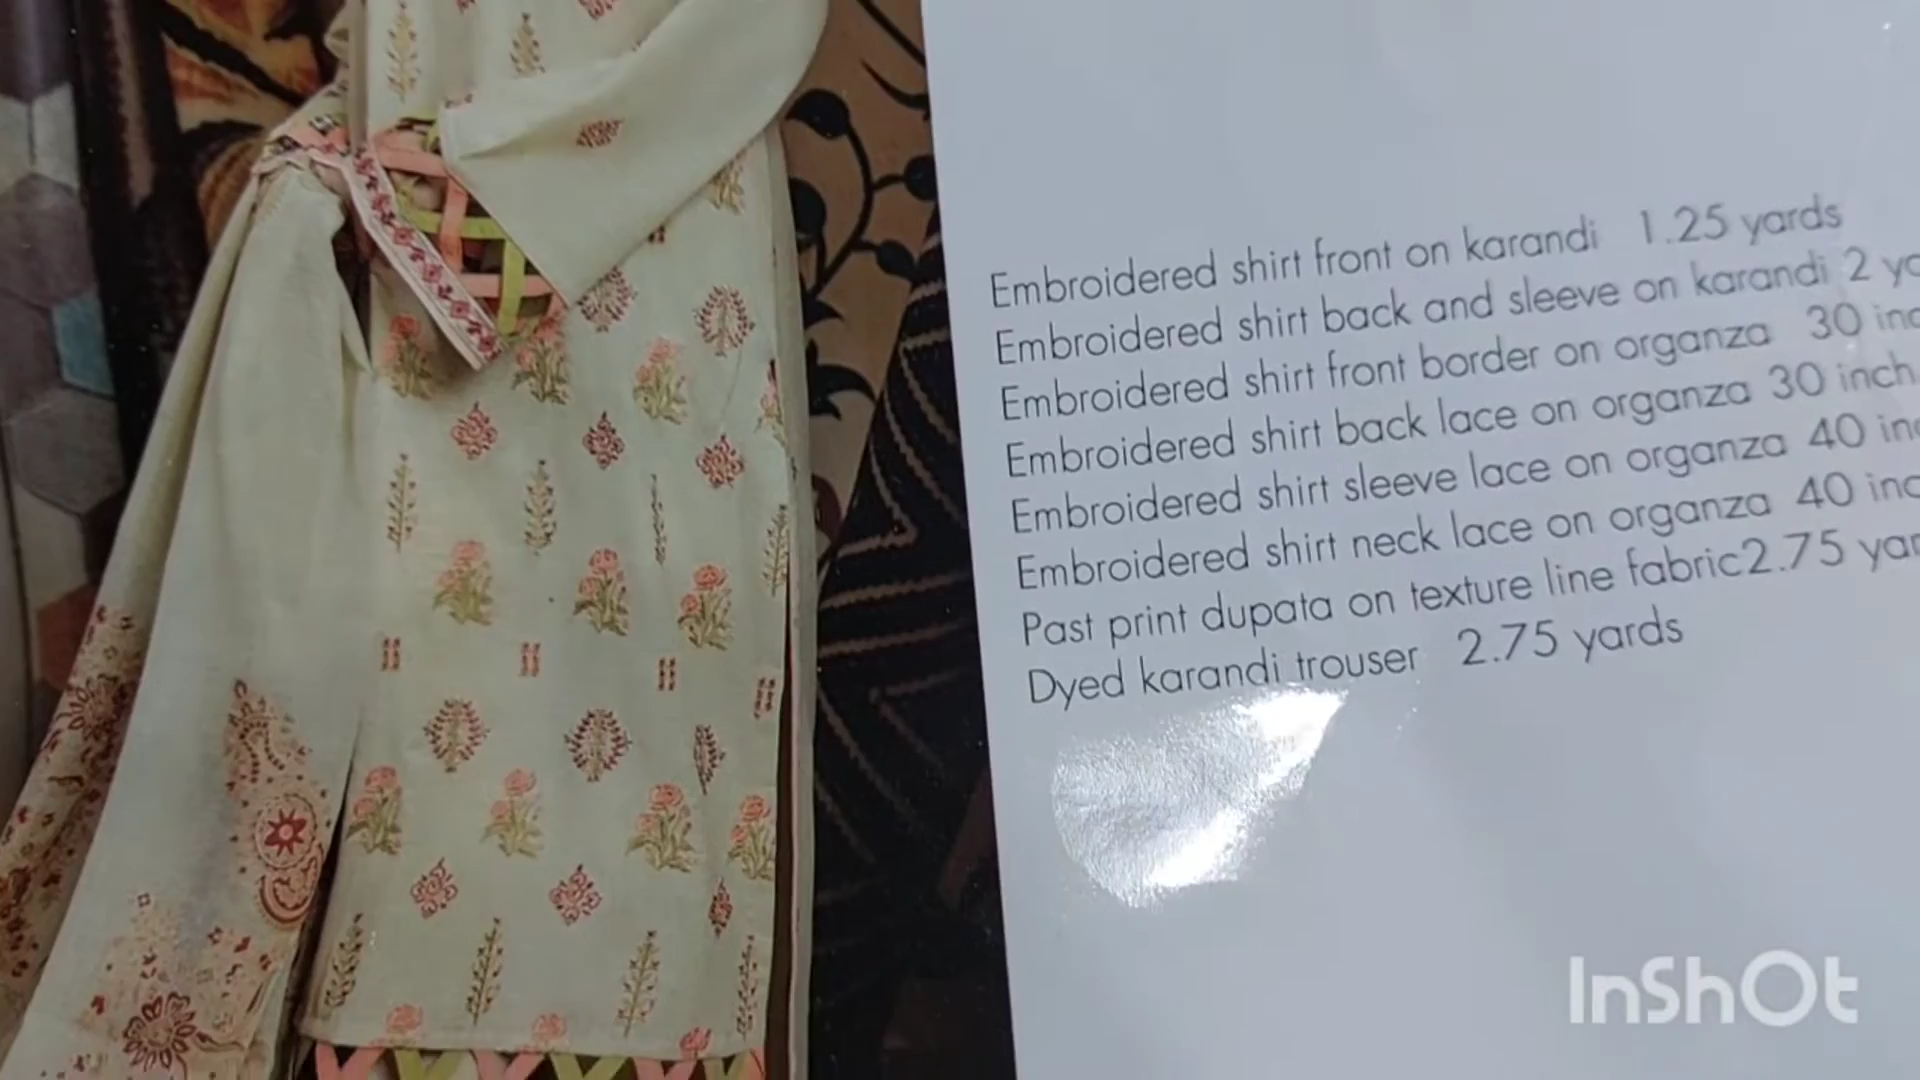 Embroidered shirt front on karandi 1.25 yards
Embroidered shirt back and sleeve on karandi 2
Embroidered shirt front border on organza 30
Embroidered shirt back lace on organza 30 inch
Embroidered shirt sleeve lace on organza 40
Embroidered shirt neck lace on organza 40
Past print dupata on texture line fabric2.75
Dyed karandi trouser 2.75 yards
InShOt